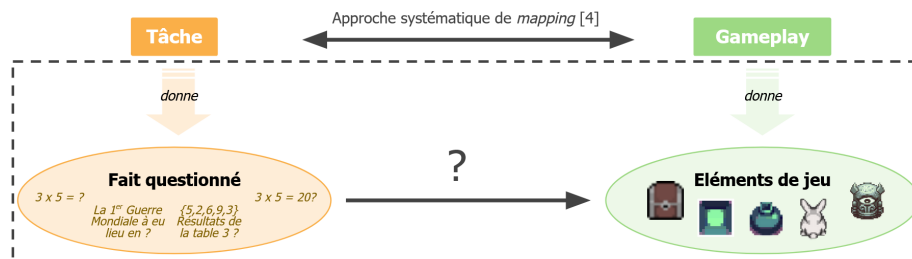 Approche systématique de mapping [4]
Tâche
Gameplay
donne
donne
Fait questionné
3 x 5 = ?
3 x 5 = 20?
La 1er Guerre
Mondiale à eu
lieu en ?
{5,2,6,9,3}
Résultats de
la table 3 ?
?
Eléments de jeu